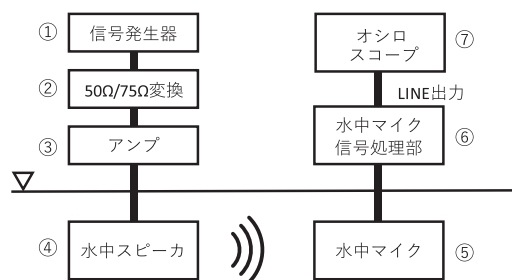 ① 信号発生器
② 50Ω/75Ω変換
③ アンプ
④ 水中スピーカ
⑤ 水中マイク
⑥ 水中マイク
信号処理部
LINE出力
⑦ オシロ
スコープ